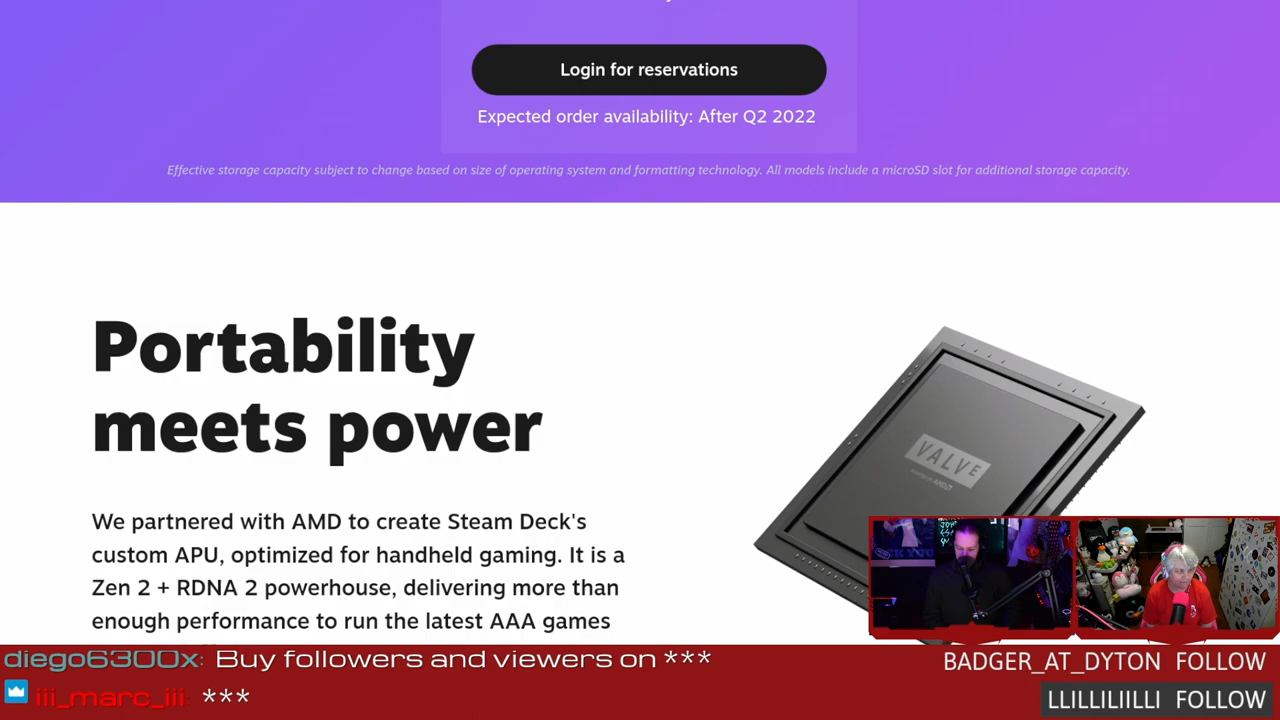 Login for reservations
Expected order availability: After Q2 2022
Effective storage capacity subject to change based on size of operating system and formatting technology. All models include a microSD slot for additional storage capacity.
Portability
meets power
VALVE
We partnered with AMD to create Steam Deck's
custom APU, optimized for handheld gaming. It is a
Zen 2 + RDNA 2 powerhouse, delivering more than
enough performance to run the latest AAA games
diego6300x: Buy followers and viewers on ***
iii_marc_iii: ***
BADGER_AT_DYTON FOLLOW
LLILLILIILLI FOLLOW